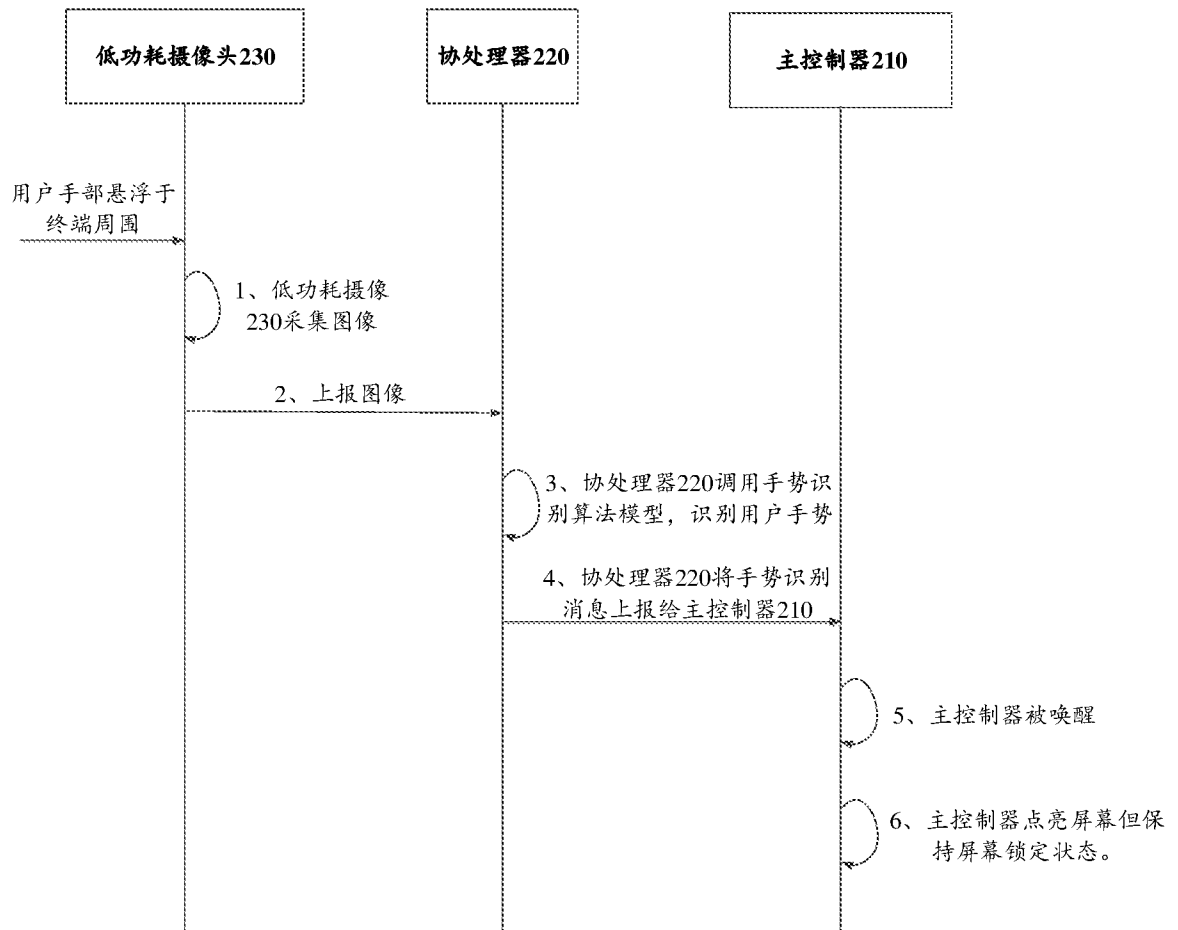 低功耗摄像头230
协处理器220
主控制器210
用户手部悬浮于
终端周围
1、低功耗摄像
230采集图像
2、上报图像
3、协处理器220调用手势识
别算法模型，识别用户手势
4、协处理器220将手势识别
消息上报给主控制器210
5、主控制器被唤醒
6、主控制器点亮屏幕但保
持屏幕锁定状态。